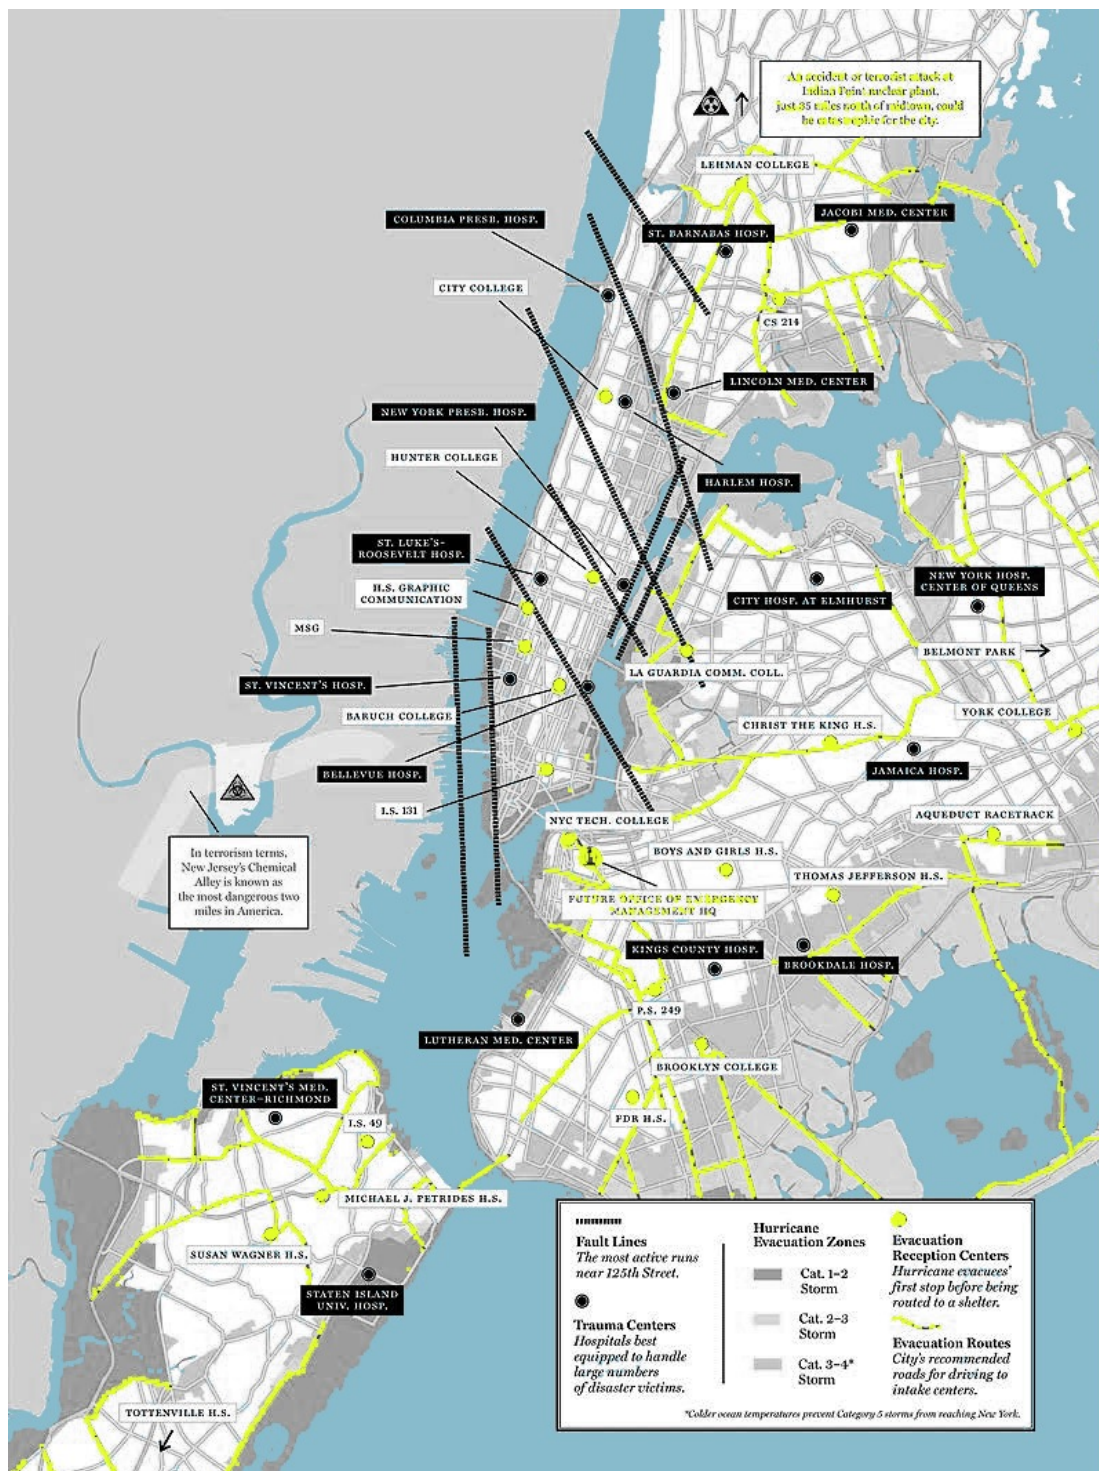 An accident or terrorist attack at
Indian Point nuclear plant,
just 35 miles north of midtown, could
be catastrophic for the city.
LEHMAN COLLEGE
COLUMBIA PRESB. HOSP.
JACOBI MED. CENTER
ST. BARNABAS HOSP.
CITY COLLEGE
CS 214
LINCOLN MED. CENTER
NEW YORK PRESB. HOSP.
HUNTER COLLEGE
HARLEM HOSP.
ST. LUKE'S–
ROOSEVELT HOSP.
H.S. GRAPHIC
COMMUNICATION
CITY HOSP. AT ELMHURST
NEW YORK HOSP.
CENTER OF QUEENS
MSG
BELMONT PARK
LA GUARDIA COMM. COLL.
ST. VINCENT'S HOSP.
BARUCH COLLEGE
YORK COLLEGE
CHRIST THE KING H.S.
JAMAICA HOSP.
BELLEVUE HOSP.
I.S. 131
NYC TECH. COLLEGE
AQUEDUCT RACETRACK
BOYS AND GIRLS H.S.
In terrorism terms,
New Jersey's Chemical
Alley is known as
the most dangerous two
miles in America.
THOMAS JEFFERSON H.S.
FUTURE OFFICE OF EMERGENCY
MANAGEMENT HQ
KINGS COUNTY HOSP.
BROOKDALE HOSP.
P.S. 249
LUTHERAN MED. CENTER
BROOKLYN COLLEGE
ST. VINCENT'S MED.
CENTER–RICHMOND
I.S. 49
FDR H.S.
MICHAEL J. PETRIDES H.S.
SUSAN WAGNER H.S.
STATEN ISLAND
UNIV. HOSP.
TOTTENVILLE H.S.
Fault Lines
The most active runs
near 125th Street.
Trauma Centers
Hospitals best
equipped to handle
large numbers
of disaster victims.
Hurricane
Evacuation Zones
Cat. 1–2
Storm
Cat. 2–3
Storm
Cat. 3–4*
Storm
Evacuation
Reception Centers
Hurricane evacuees'
first stop before being
routed to a shelter.
Evacuation Routes
City's recommended
roads for driving to
intake centers.
*Colder ocean temperatures prevent Category 5 storms from reaching New York.